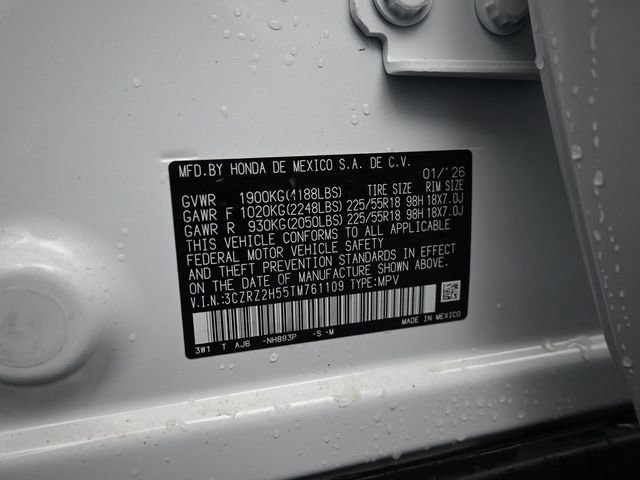 MFD.BY HONDA DE MEXICO S.A. DE C.V. 01/'26
GVWR 1900KG(4188LBS) TIRE SIZE RIM SIZE
GAWR F 1020KG(2248LBS) 225/55R18 98H 18X7.0J
GAWR R 930KG(2050LBS) 225/55R18 98H 18X7.0J
THIS VEHICLE CONFORMS TO ALL APPLICABLE
FEDERAL MOTOR VEHICLE SAFETY
AND THEFT PREVENTION STANDARDS IN EFFECT
ON THE DATE OF MANUFACTURE SHOWN ABOVE.
V.I.N.:3CZRZ2H55TM761109 TYPE:MPV
3W1 T AJ6 -NH883P -S -M MADE IN MEXICO